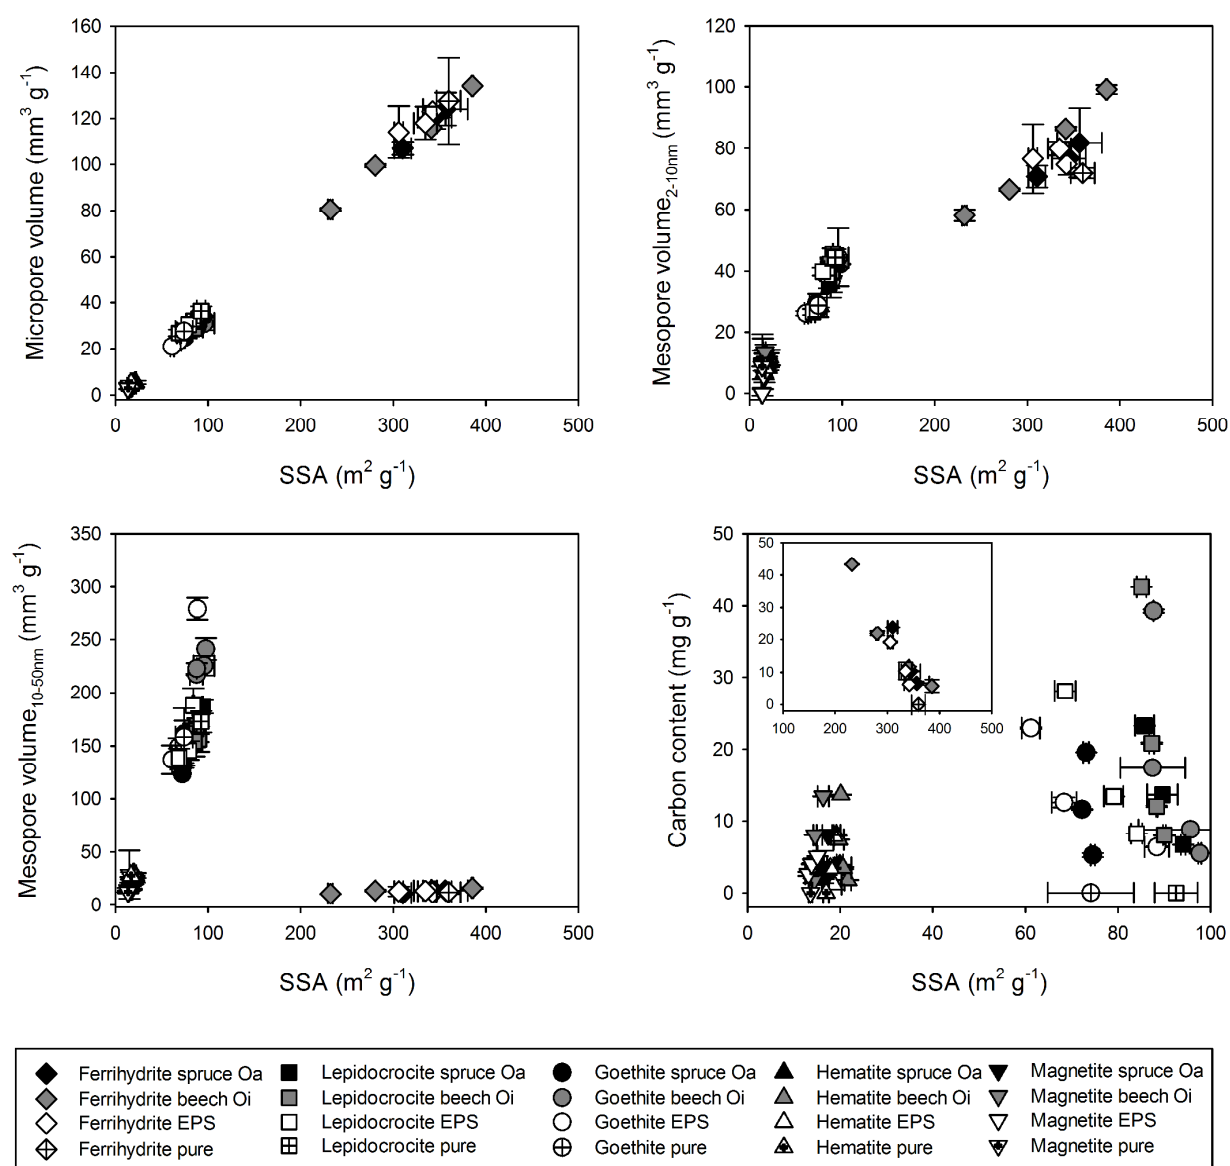 160
140
120
100
80
60
40
20
0
Micropore volume (mm³ g⁻¹)
0 100 200 300 400 500
SSA (m² g⁻¹)
120
100
80
60
40
20
0
Mesopore volume₂₋₁₀nm (mm³ g⁻¹)
0 100 200 300 400 500
SSA (m² g⁻¹)
350
300
250
200
150
100
50
0
Mesopore volume₁₀₋₅₀nm (mm³ g⁻¹)
0 100 200 300 400 500
SSA (m² g⁻¹)
50
40
30
20
10
0
Carbon content (mg g⁻¹)
50
40
30
20
10
0
100 200 300 400 500
0 20 40 60 80 100
SSA (m² g⁻¹)
Ferrihydrite spruce Oa Lepidocrocite spruce Oa Goethite spruce Oa Hematite spruce Oa Magnetite spruce Oa
Ferrihydrite beech Oi Lepidocrocite beech Oi Goethite beech Oi Hematite beech Oi Magnetite beech Oi
Ferrihydrite EPS Lepidocrocite EPS Goethite EPS Hematite EPS Magnetite EPS
Ferrihydrite pure Lepidocrocite pure Goethite pure Hematite pure Magnetite pure